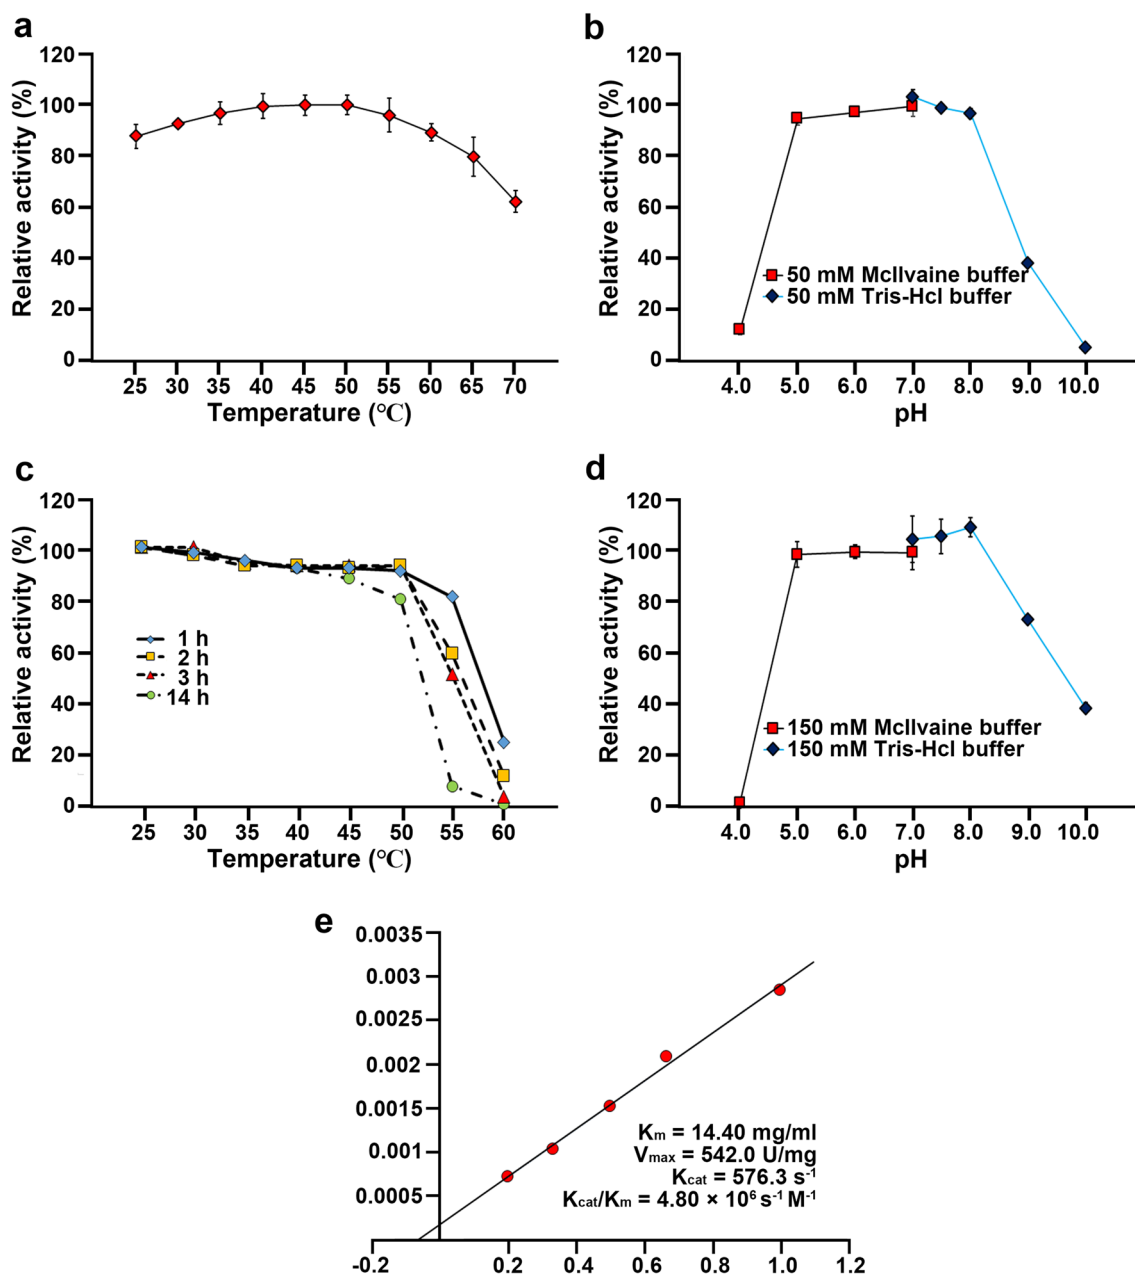 a
120
100
80
60
40
20
0
Relative activity (%)
25 30 35 40 45 50 55 60 65 70
Temperature (℃)
b
120
100
80
60
40
20
0
Relative activity (%)
50 mM McIlvaine buffer
50 mM Tris-Hcl buffer
4.0 5.0 6.0 7.0 8.0 9.0 10.0
pH
c
120
100
80
60
40
20
0
Relative activity (%)
1 h
2 h
3 h
14 h
25 30 35 40 45 50 55 60
Temperature (℃)
d
120
100
80
60
40
20
0
Relative activity (%)
150 mM McIlvaine buffer
150 mM Tris-Hcl buffer
4.0 5.0 6.0 7.0 8.0 9.0 10.0
pH
e
0.0035
0.003
0.0025
0.002
0.0015
0.001
0.0005
Km = 14.40 mg/ml
Vmax = 542.0 U/mg
Kcat = 576.3 s⁻¹
Kcat/Km = 4.80 × 10⁶ s⁻¹ M⁻¹
-0.2 0.2 0.4 0.6 0.8 1.0 1.2